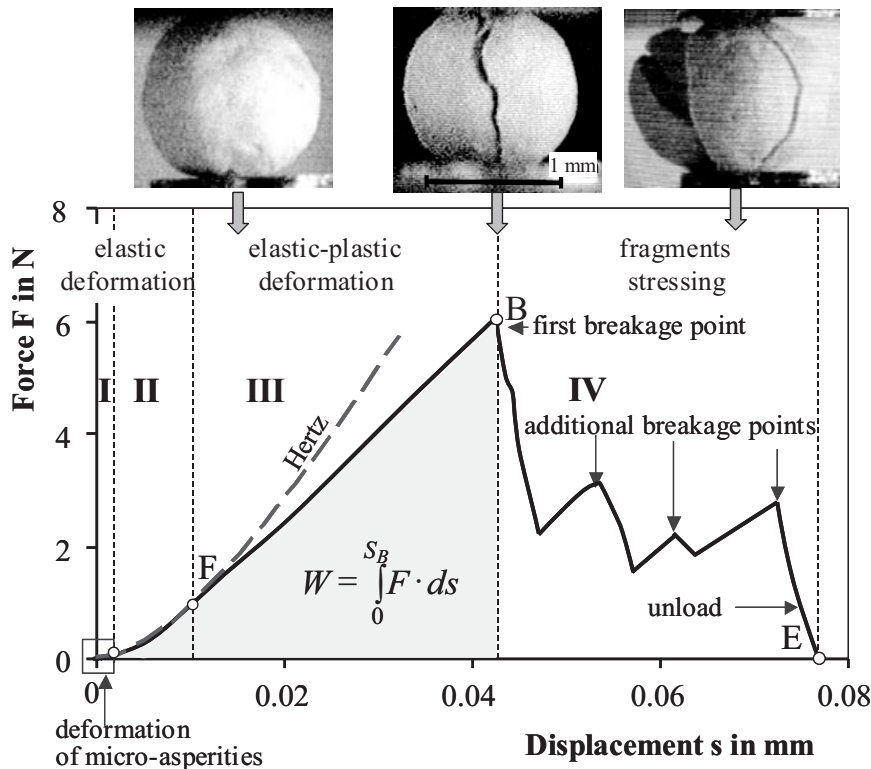 1 mm
8
6
4
2
0
Force F in N
elastic
deformation
elastic-plastic
deformation
fragments
stressing
B
first breakage point
I
II
III
IV
additional breakage points
Hertz
F
W = ∫₀^{S_B} F · ds
unload
E
0
0.02
0.04
0.06
0.08
deformation
of micro-asperities
Displacement s in mm